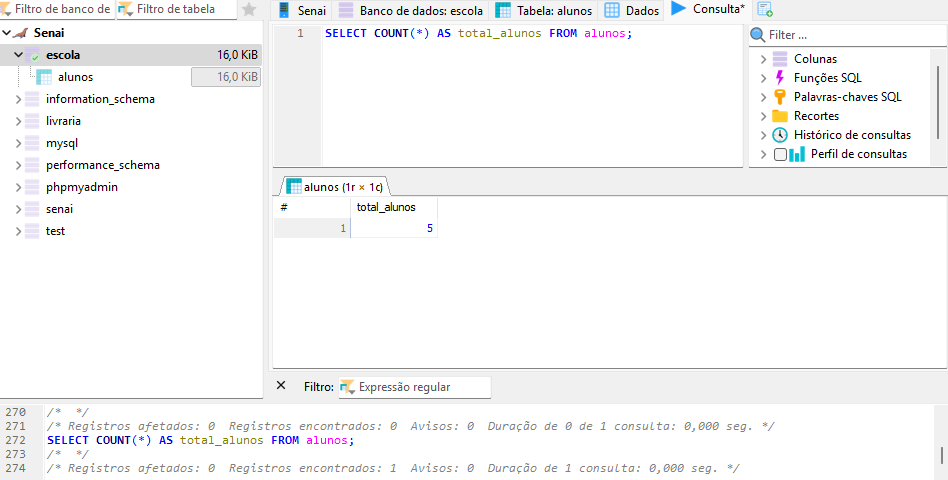 Filtro de banco de
Filtro de tabela
Senai
Banco de dados: escola
Tabela: alunos
Dados
Consulta*
Senai
escola 16,0 KiB
alunos 16,0 KiB
information_schema
livraria
mysql
performance_schema
phpmyadmin
senai
test
1 SELECT COUNT(*) AS total_alunos FROM alunos;
Filter ...
Colunas
Funções SQL
Palavras-chaves SQL
Recortes
Histórico de consultas
Perfil de consultas
alunos (1r × 1c)
# total_alunos
1 5
Filtro: Expressão regular
270 /*  */
271 /* Registros afetados: 0  Registros encontrados: 0  Avisos: 0  Duração de 0 de 1 consulta: 0,000 seg. */
272 SELECT COUNT(*) AS total_alunos FROM alunos;
273 /*  */
274 /* Registros afetados: 0  Registros encontrados: 1  Avisos: 0  Duração de 1 consulta: 0,000 seg. */